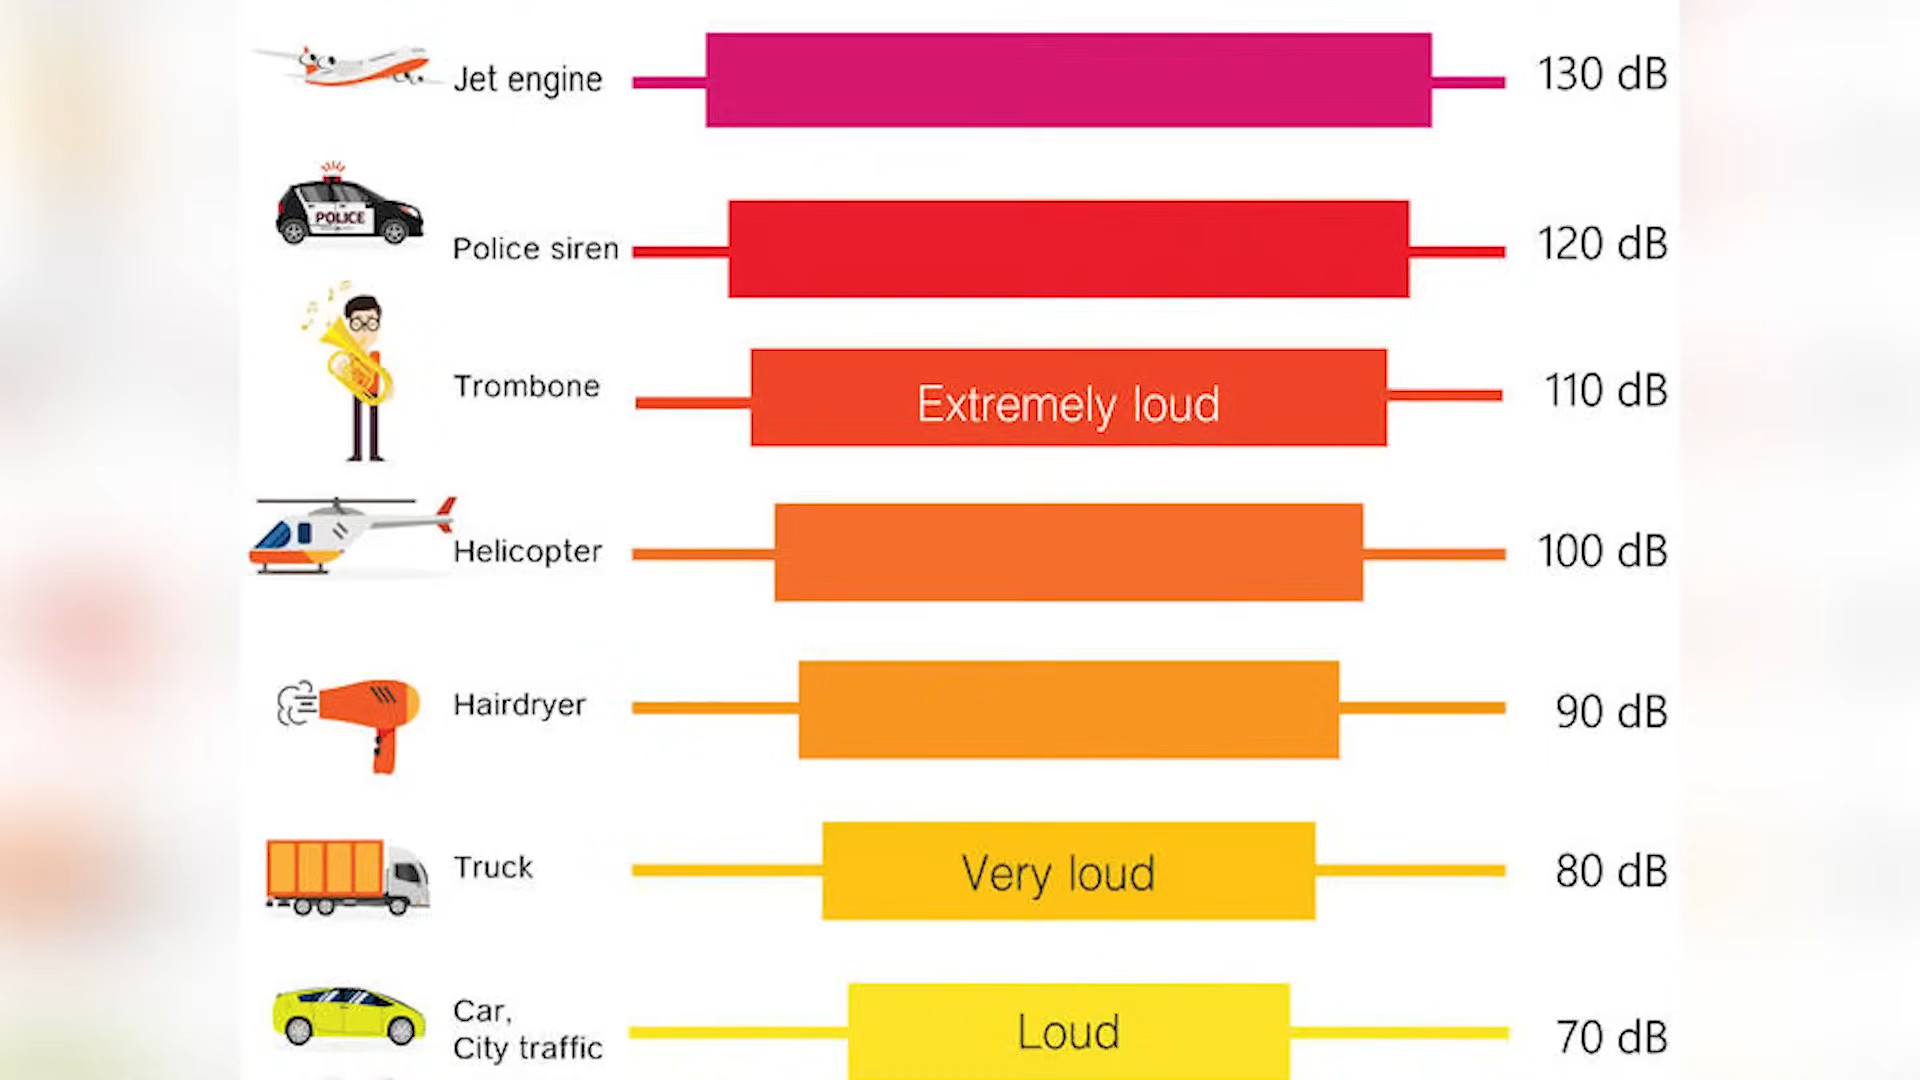 Jet engine 130 dB
POLICE
Police siren 120 dB
Trombone Extremely loud 110 dB
Helicopter 100 dB
Hairdryer 90 dB
Truck Very loud 80 dB
Car,
City traffic Loud 70 dB